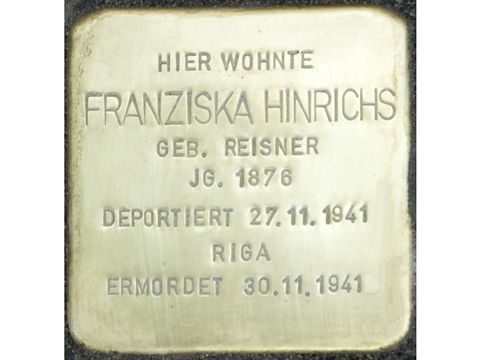 HIER WOHNTE
FRANZISKA HINRICHS
GEB. REISNER
JG. 1876
DEPORTIERT 27.11.1941
RIGA
ERMORDET 30.11.1941